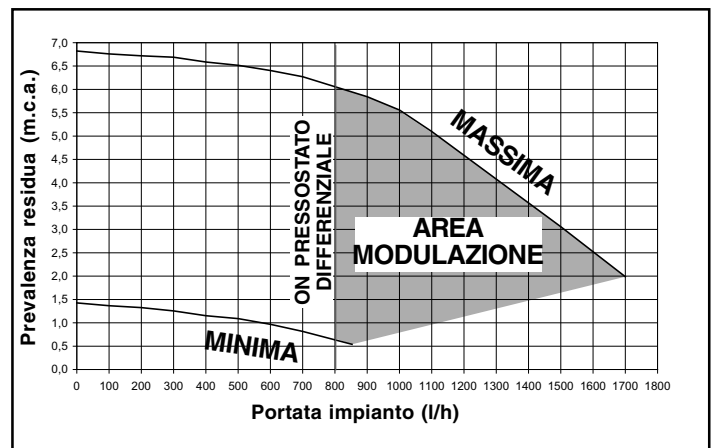 Prevalenza residua (m.c.a.)
7,0
6,5
6,0
5,5
5,0
4,5
4,0
3,5
3,0
2,5
2,0
1,5
1,0
0,5
0,0
ON PRESSOSTATO
DIFFERENZIALE
MASSIMA
AREA
MODULAZIONE
MINIMA
0 100 200 300 400 500 600 700 800 900 1000 1100 1200 1300 1400 1500 1600 1700 1800
Portata impianto (l/h)